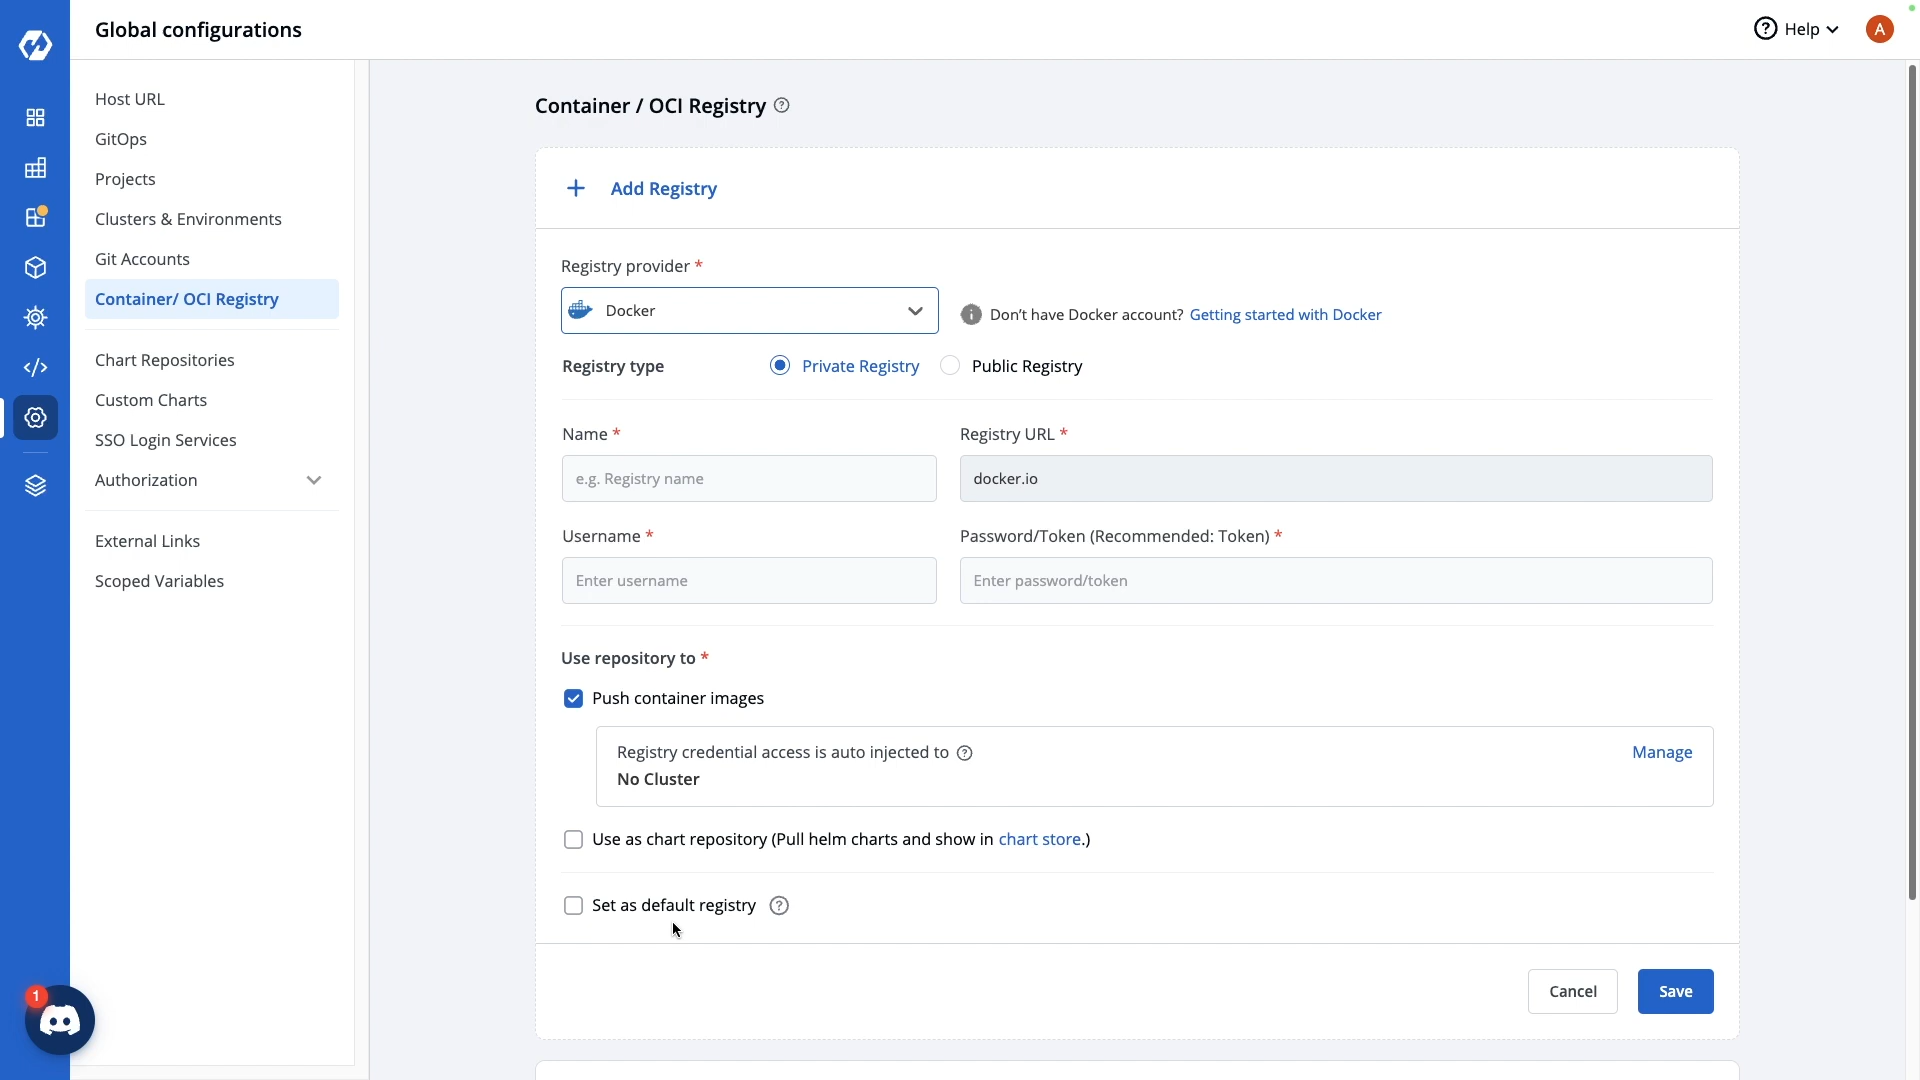 Global configurations
Help
A
Host URL
GitOps
Projects
Clusters & Environments
Git Accounts
Container/ OCI Registry
Chart Repositories
Custom Charts
SSO Login Services
Authorization
External Links
Scoped Variables
1
Container / OCI Registry
Add Registry
Registry provider *
Docker
Don't have Docker account? Getting started with Docker
Registry type Private Registry Public Registry
Name * Registry URL *
e.g. Registry name docker.io
Username * Password/Token (Recommended: Token) *
Enter username Enter password/token
Use repository to *
Push container images
Registry credential access is auto injected to Manage
No Cluster
Use as chart repository (Pull helm charts and show in chart store.)
Set as default registry
Cancel Save